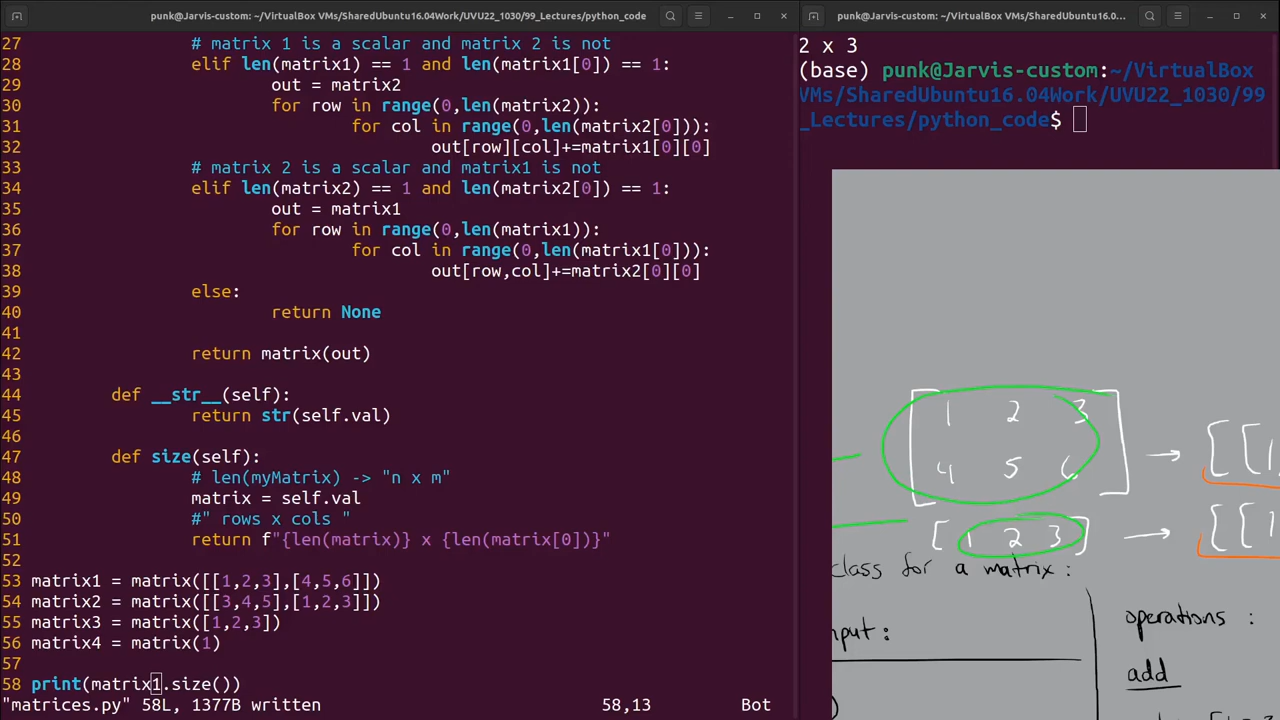 punk@Jarvis-custom: ~/VirtualBox VMs/SharedUbuntu16.04Work/UVU22_1030/99_Lectures/python_code
27 # matrix 1 is a scalar and matrix 2 is not
28 elif len(matrix1) == 1 and len(matrix1[0]) == 1:
29 out = matrix2
30 for row in range(0,len(matrix2)):
31 for col in range(0,len(matrix2[0])):
32 out[row][col]+=matrix1[0][0]
33 # matrix 2 is a scalar and matrix1 is not
34 elif len(matrix2) == 1 and len(matrix2[0]) == 1:
35 out = matrix1
36 for row in range(0,len(matrix1)):
37 for col in range(0,len(matrix1[0])):
38 out[row,col]+=matrix2[0][0]
39 else:
40 return None
41
42 return matrix(out)
43
44 def __str__(self):
45 return str(self.val)
46
47 def size(self):
48 # len(myMatrix) -> "n x m"
49 matrix = self.val
50 #" rows x cols "
51 return f"{len(matrix)} x {len(matrix[0])}"
52
53 matrix1 = matrix([[1,2,3],[4,5,6]])
54 matrix2 = matrix([[3,4,5],[1,2,3]])
55 matrix3 = matrix([1,2,3])
56 matrix4 = matrix(1)
57
58 print(matrix1.size())
"matrices.py" 58L, 1377B written 58,13 Bot
punk@Jarvis-custom: ~/VirtualBox VMs/SharedUbuntu16.0...
2 x 3
(base) punk@Jarvis-custom:~/VirtualBox
VMs/SharedUbuntu16.04Work/UVU22_1030/99
_Lectures/python_code$
1 2 3
4 5 6 → [[1,
[1 2 3] → [[1
class for a matrix:
nput:
operations :
add